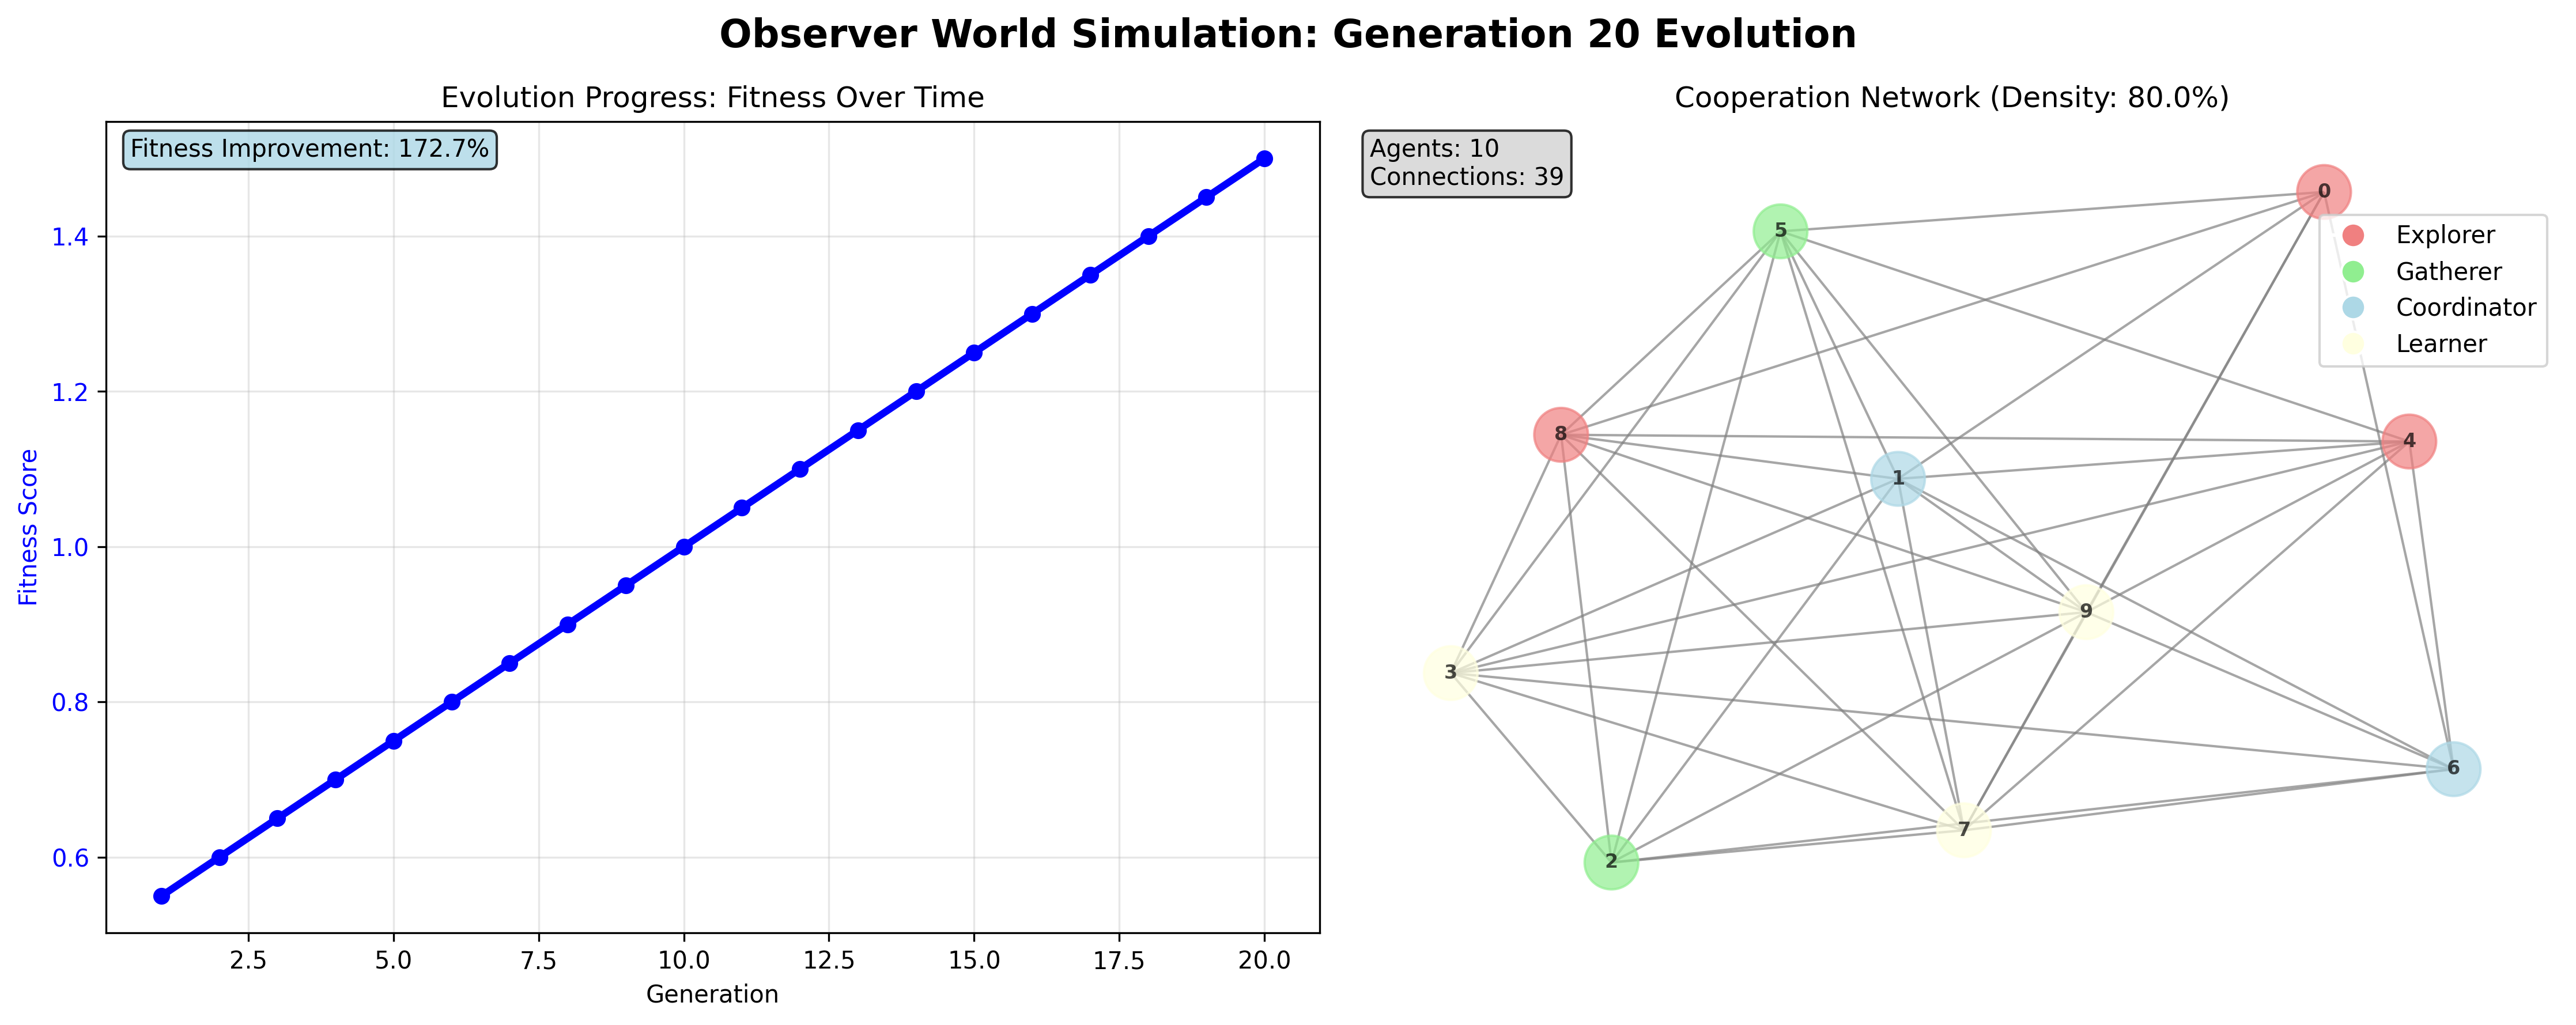 Observer World Simulation: Generation 20 Evolution
Evolution Progress: Fitness Over Time
Fitness Improvement: 172.7%
Fitness Score
1.4
1.2
1.0
0.8
0.6
2.5
5.0
7.5
10.0
12.5
15.0
17.5
20.0
Generation
Cooperation Network (Density: 80.0%)
Agents: 10
Connections: 39
0
5
Explorer
Gatherer
Coordinator
Learner
8
4
1
9
3
6
7
2